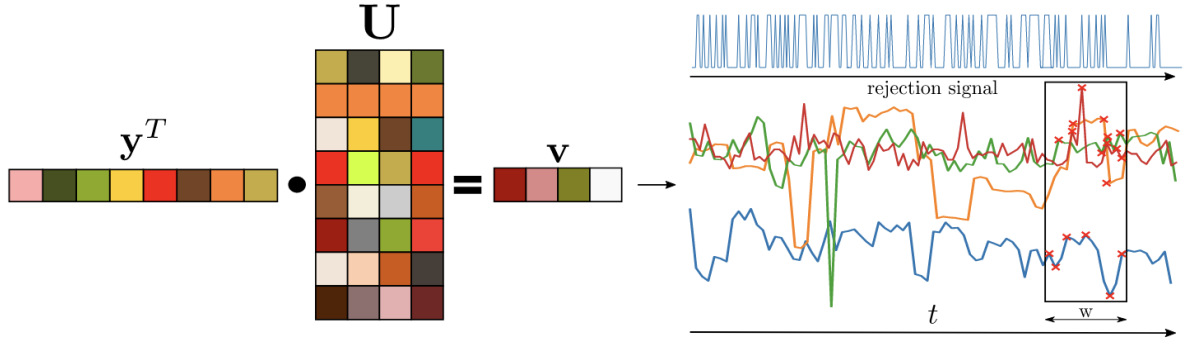 U
y^T
• = v
rejection signal
w
t